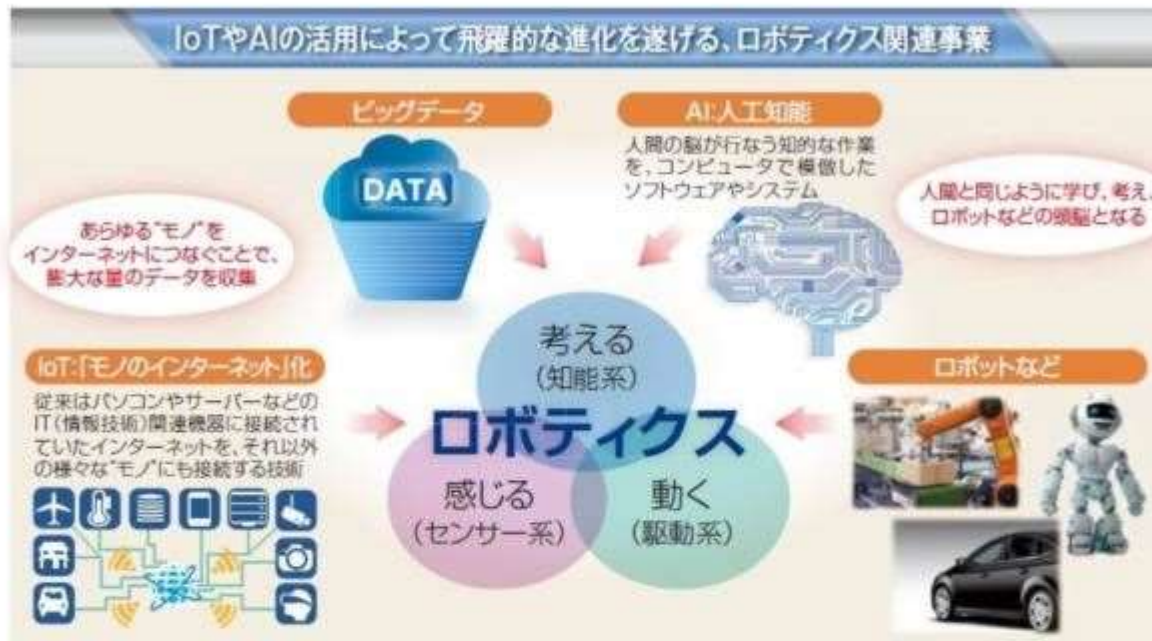 IoTやAIの活用によって飛躍的な進化を遂げる、ロボティクス関連事業
ビッグデータ
DATA
AI:人工知能
人間の脳が行なう知的な作業
を、コンピュータで模倣した
ソフトウェアやシステム
人間と同じように学び、考え、
ロボットなどの頭脳となる
あらゆる“モノ”を
インターネットにつなぐことで、
膨大な量のデータを収集
IoT:「モノのインターネット」化
従来はパソコンやサーバーなどの
IT(情報技術)関連機器に接続され
ていたインターネットを、それ以外
の様々な“モノ”にも接続する技術
考える
(知能系)
ロボティクス
感じる
(センサー系)
動く
(駆動系)
ロボットなど